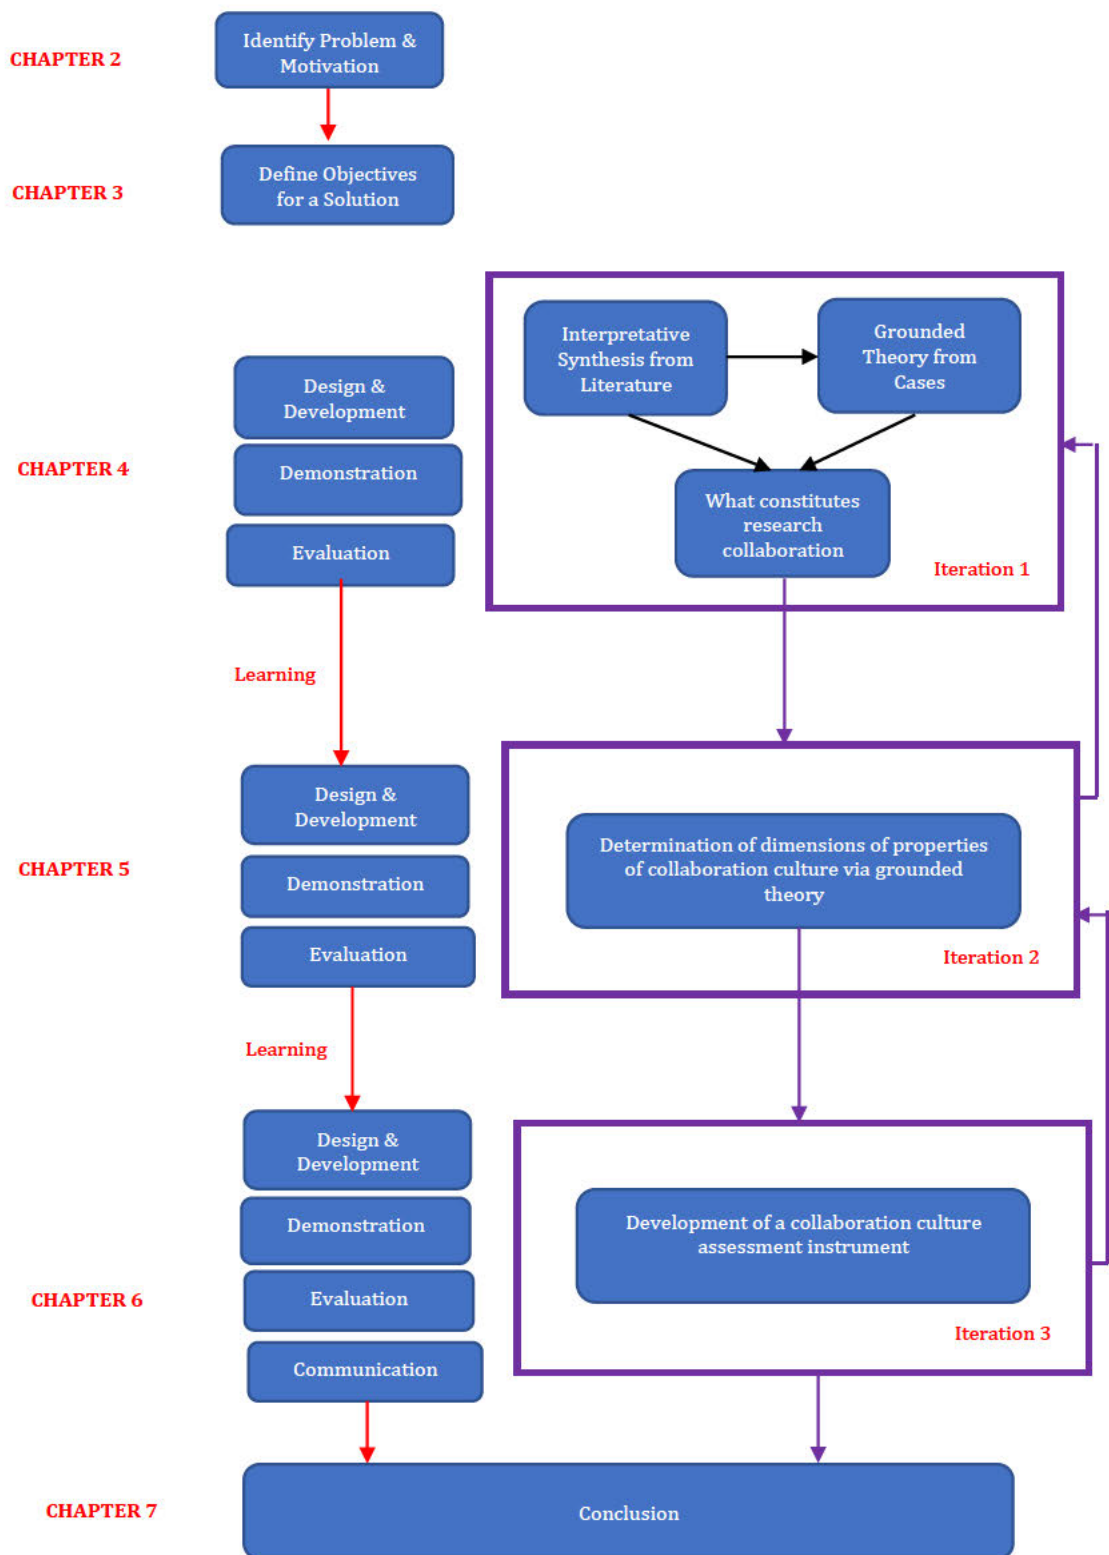 CHAPTER 2
Identify Problem &
Motivation
CHAPTER 3
Define Objectives
for a Solution
CHAPTER 4
Design &
Development
Demonstration
Evaluation
Interpretative
Synthesis from
Literature
Grounded
Theory from
Cases
What constitutes
research
collaboration
Iteration 1
Learning
CHAPTER 5
Design &
Development
Demonstration
Evaluation
Determination of dimensions of properties
of collaboration culture via grounded
theory
Iteration 2
Learning
CHAPTER 6
Design &
Development
Demonstration
Evaluation
Communication
Development of a collaboration culture
assessment instrument
Iteration 3
CHAPTER 7
Conclusion